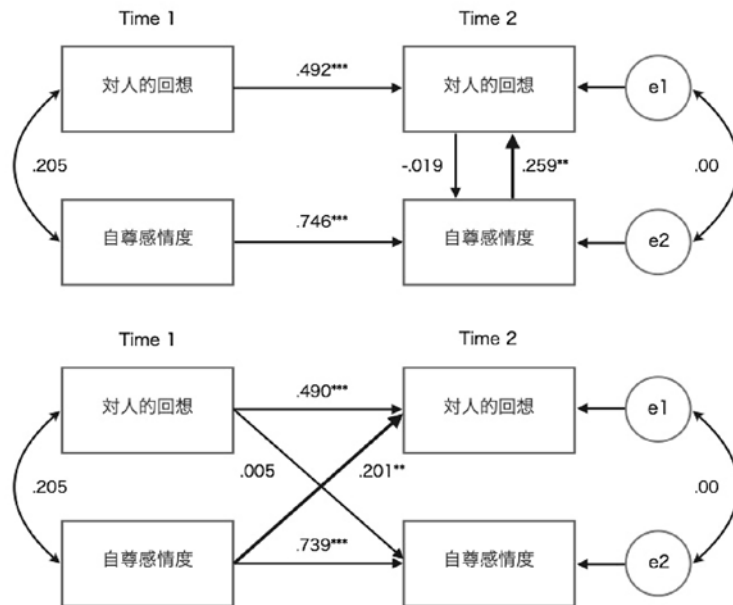 Time 1 Time 2
対人的回想 .492*** 対人的回想 e1
.205 -.019 .259** .00
自尊感情度 .746*** 自尊感情度 e2
Time 1 Time 2
対人的回想 .490*** 対人的回想 e1
.205 .005 .201** .00
自尊感情度 .739*** 自尊感情度 e2